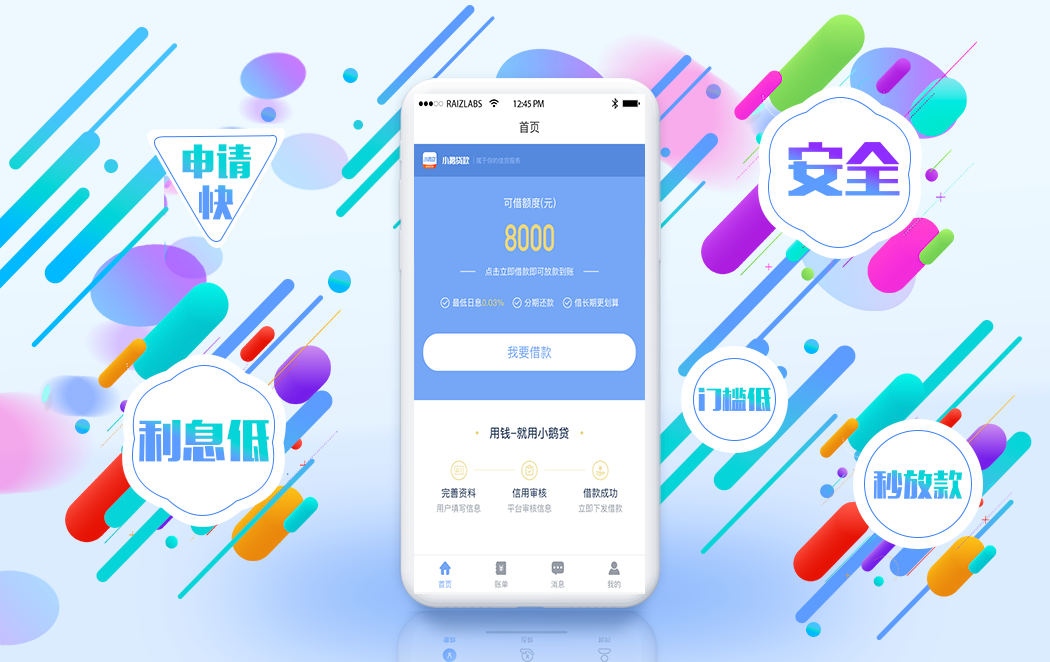 RAIZLABS 12:45 PM
首页
小鹅贷款 属于你的信贷服务
可借额度(元)
8000
点击立即借款即可放款到账
最低日息0.03% 分期还款 借长期更划算
我要借款
用钱-就用小鹅贷
完善资料 信用审核 借款成功
用户填写信息 平台审核信息 立即下发借款
首页 账单 消息 我的
申请
快
利息低
安全
门槛低
秒放款